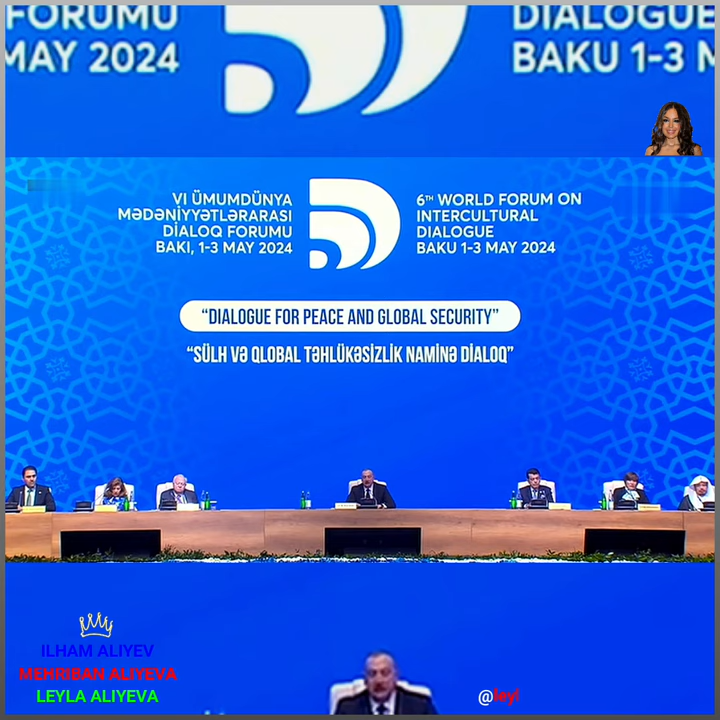 FORUMU
MAY 2024
DIALOGUE
BAKU 1-3 M
VI ÜMUMDÜNYA
MƏDƏNİYYƏTLƏRARASI
DİALOQ FORUMU
BAKI, 1-3 MAY 2024
6TH WORLD FORUM ON
INTERCULTURAL
DIALOGUE
BAKU 1-3 MAY 2024
“DIALOGUE FOR PEACE AND GLOBAL SECURITY”
“SÜLH VƏ QLOBAL TƏHLÜKƏSİZLİK NAMİNƏ DİALOQ”
ILHAM ALIYEV
MEHRIBAN ALIYEVA
LEYLA ALIYEVA
@leyl